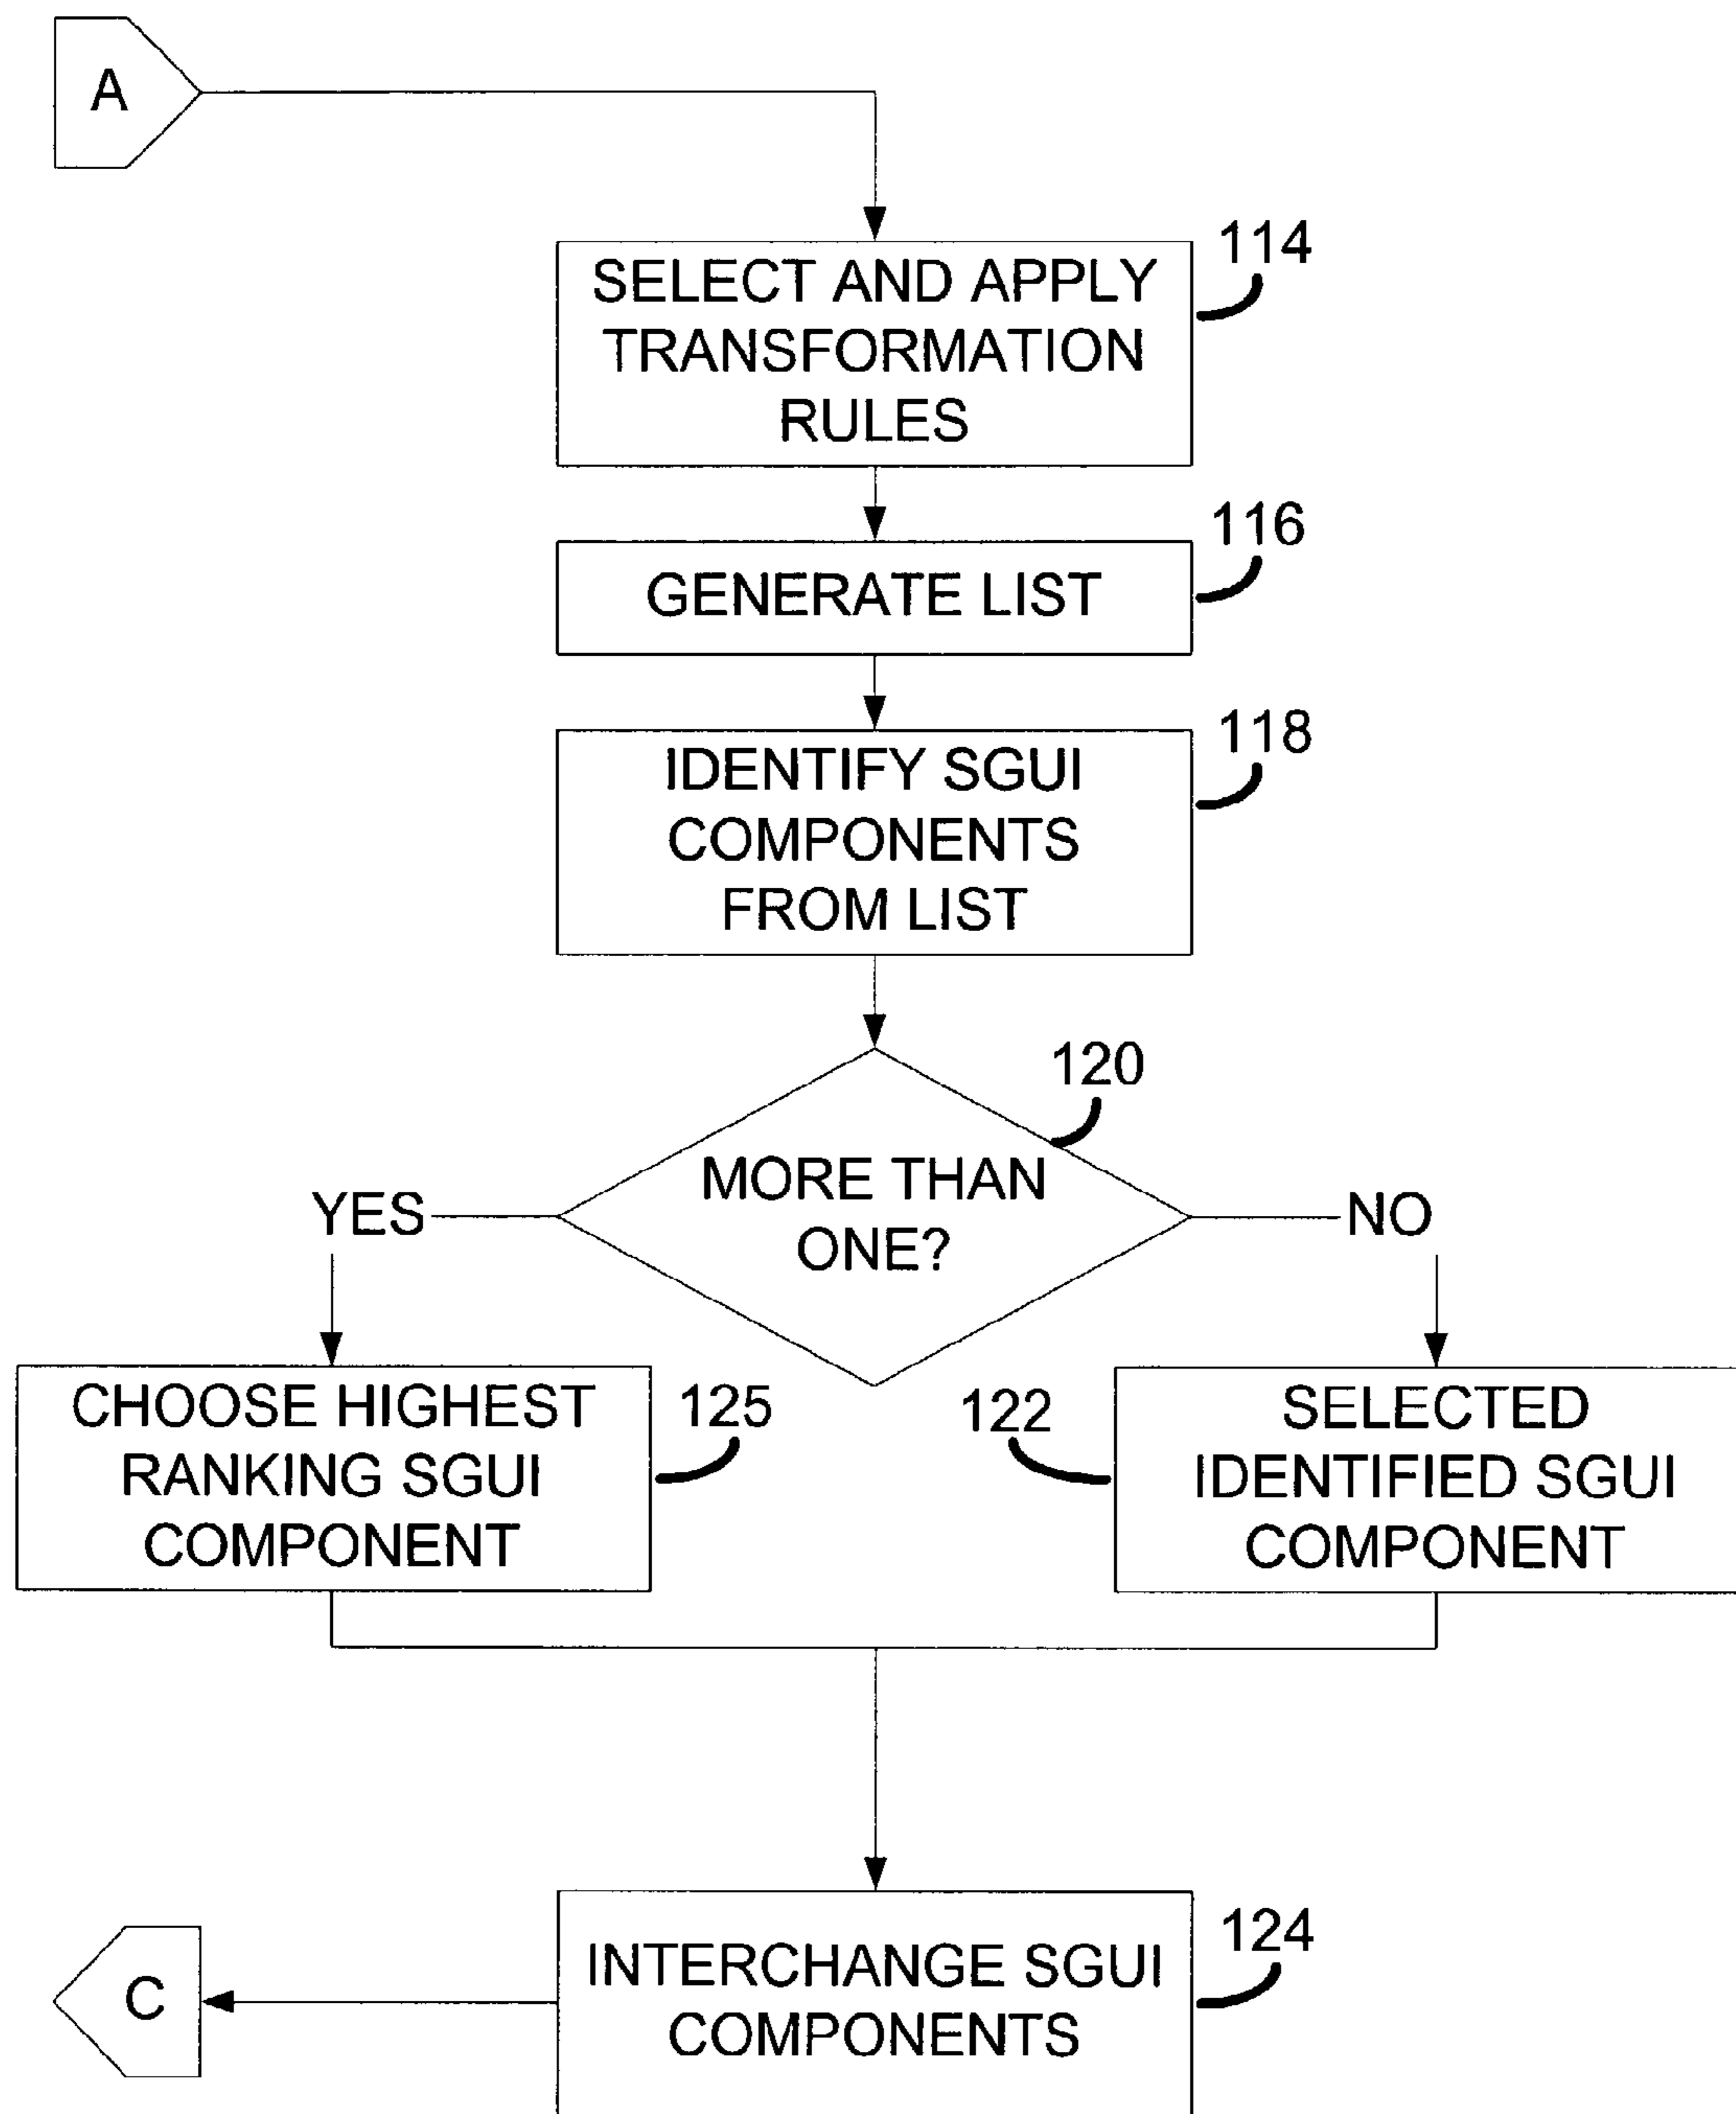 A
114
SELECT AND APPLY
TRANSFORMATION
RULES
116
GENERATE LIST
118
IDENTIFY SGUI
COMPONENTS
FROM LIST
120
MORE THAN
ONE?
YES
NO
CHOOSE HIGHEST
RANKING SGUI
COMPONENT
125
122
SELECTED
IDENTIFIED SGUI
COMPONENT
124
INTERCHANGE SGUI
COMPONENTS
C